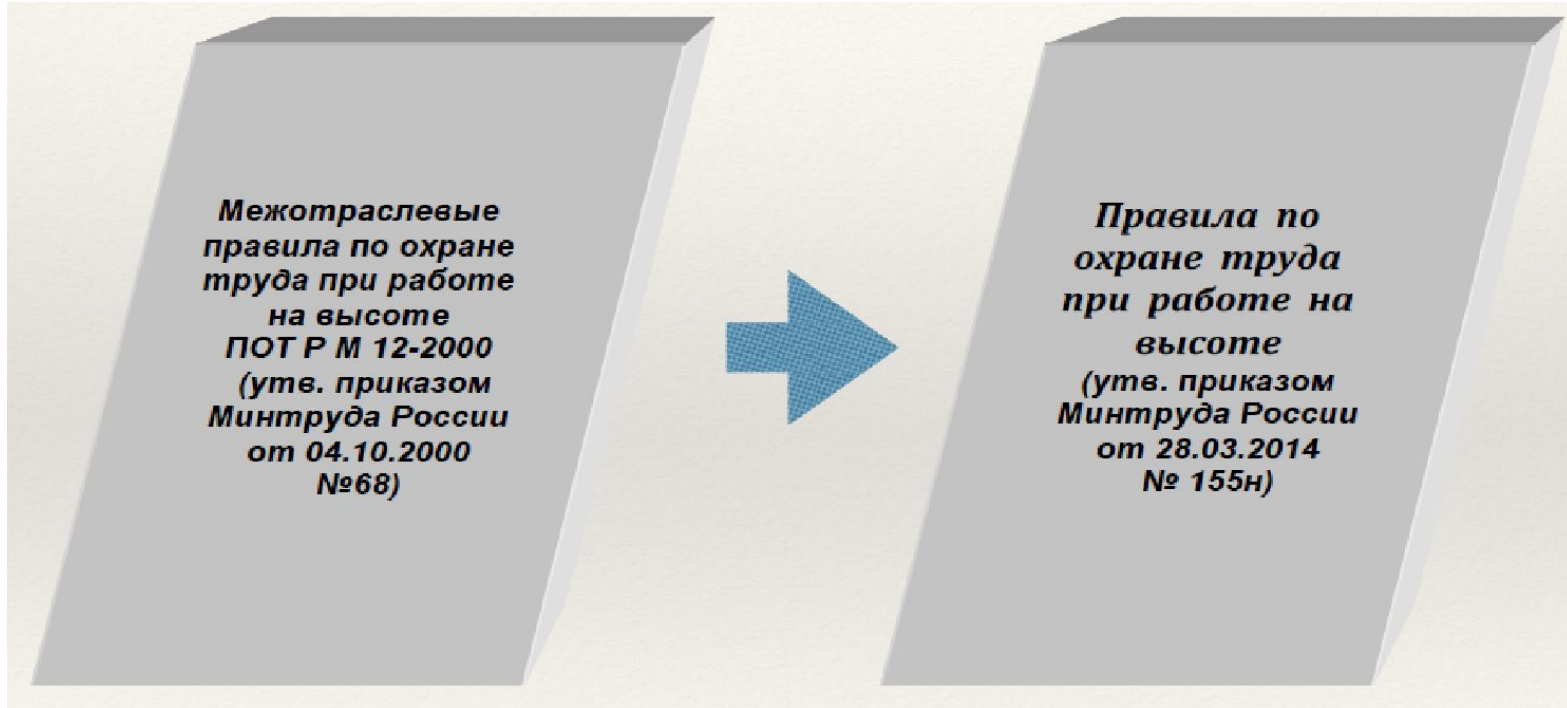 Межотраслевые
правила по охране
труда при работе
на высоте
ПОТ Р М 12-2000
(утв. приказом
Минтруда России
от 04.10.2000
№68)
Правила по
охране труда
при работе на
высоте
(утв. приказом
Минтруда России
от 28.03.2014
№ 155н)